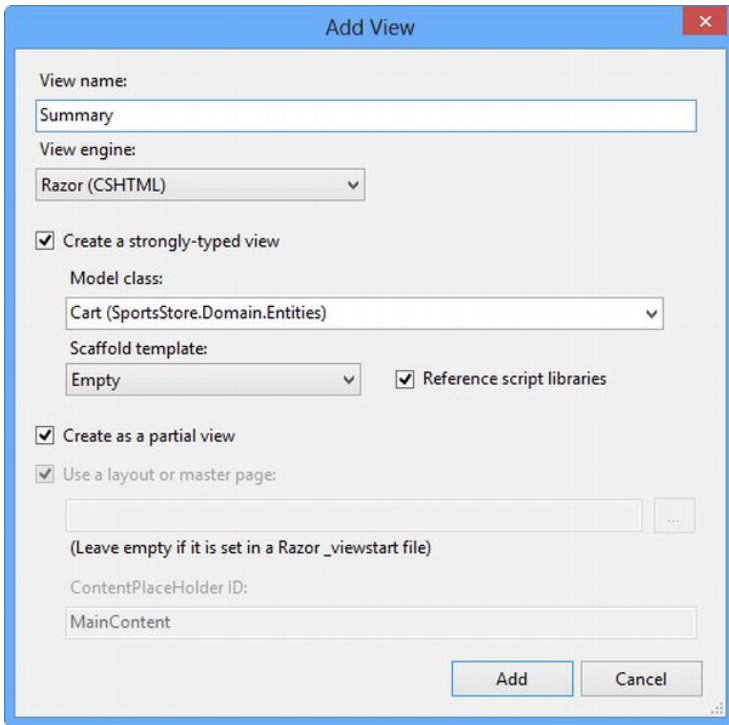 Add View
View name:
Summary
View engine:
Razor (CSHTML)
Create a strongly-typed view
Model class:
Cart (SportsStore.Domain.Entities)
Scaffold template:
Empty
Reference script libraries
Create as a partial view
Use a layout or master page:
...
(Leave empty if it is set in a Razor _viewstart file)
ContentPlaceHolder ID:
MainContent
Add
Cancel